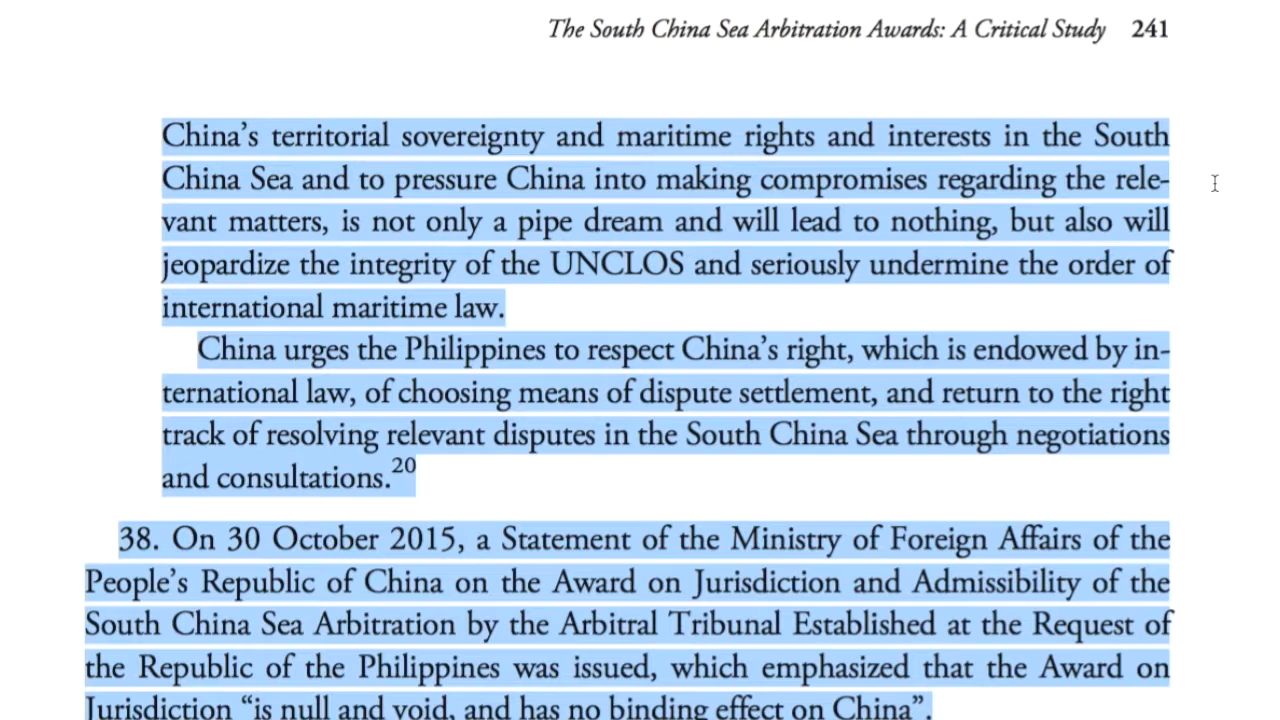 The South China Sea Arbitration Awards: A Critical Study 241
China’s territorial sovereignty and maritime rights and interests in the South
China Sea and to pressure China into making compromises regarding the rele-
vant matters, is not only a pipe dream and will lead to nothing, but also will
jeopardize the integrity of the UNCLOS and seriously undermine the order of
international maritime law.
China urges the Philippines to respect China’s right, which is endowed by in-
ternational law, of choosing means of dispute settlement, and return to the right
track of resolving relevant disputes in the South China Sea through negotiations
and consultations.20
38. On 30 October 2015, a Statement of the Ministry of Foreign Affairs of the
People’s Republic of China on the Award on Jurisdiction and Admissibility of the
South China Sea Arbitration by the Arbitral Tribunal Established at the Request of
the Republic of the Philippines was issued, which emphasized that the Award on
Jurisdiction “is null and void, and has no binding effect on China”.